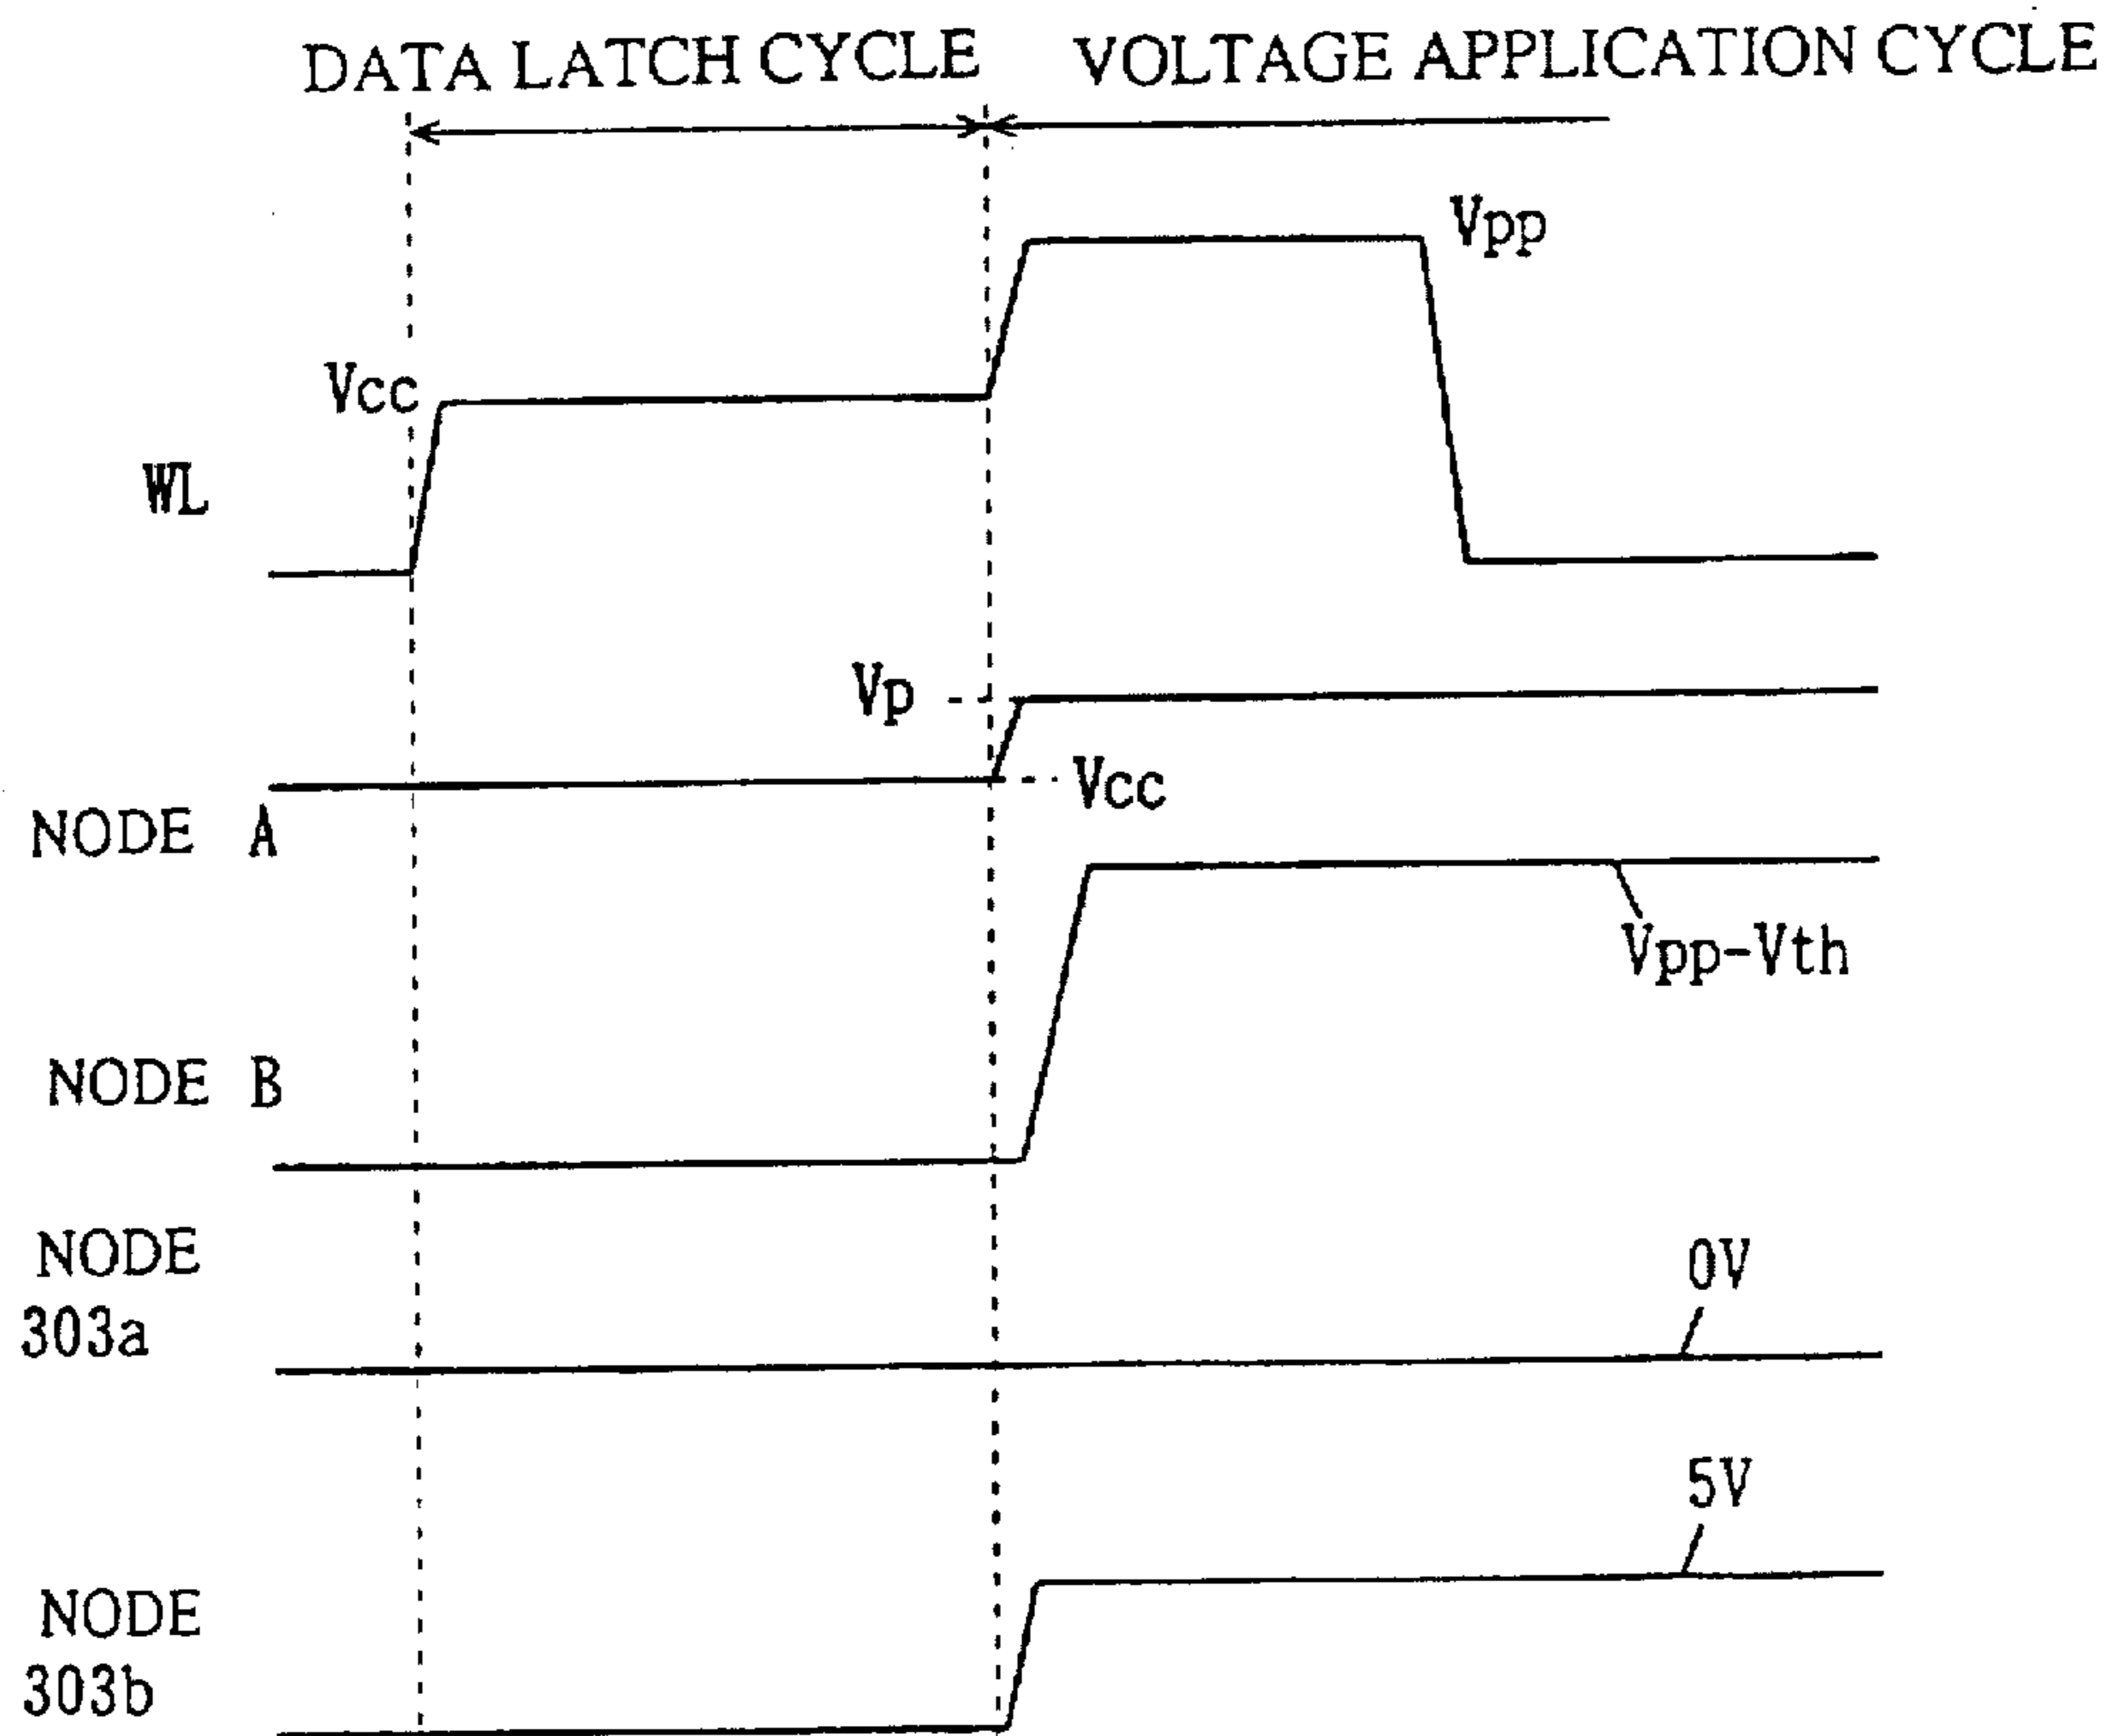 DATA LATCH CYCLE VOLTAGE APPLICATION CYCLE
Vpp
Vcc
WL
Vp
Vcc
NODE A
Vpp-Vth
NODE B
NODE
303a
0V
5V
NODE
303b